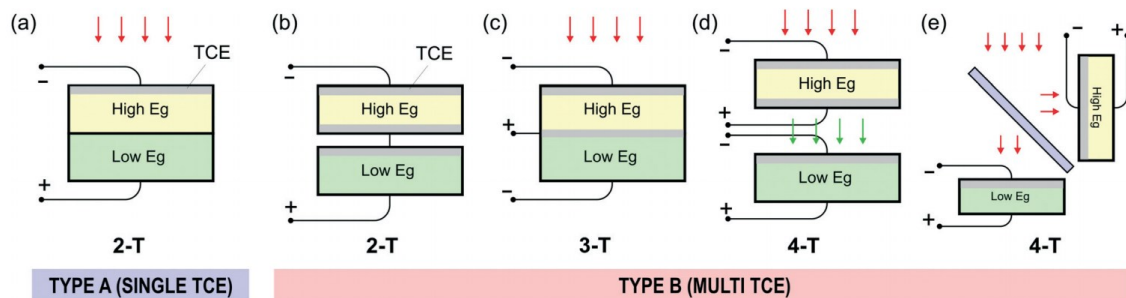 (a)
(b)
(c)
(d)
(e)
TCE
TCE
−
High Eg
Low Eg
+
−
High Eg
Low Eg
+
−
High Eg
+
Low Eg
−
−
High Eg
+
−
Low Eg
+
−
+
High Eg
−
Low Eg
+
2-T
2-T
3-T
4-T
4-T
TYPE A (SINGLE TCE)
TYPE B (MULTI TCE)